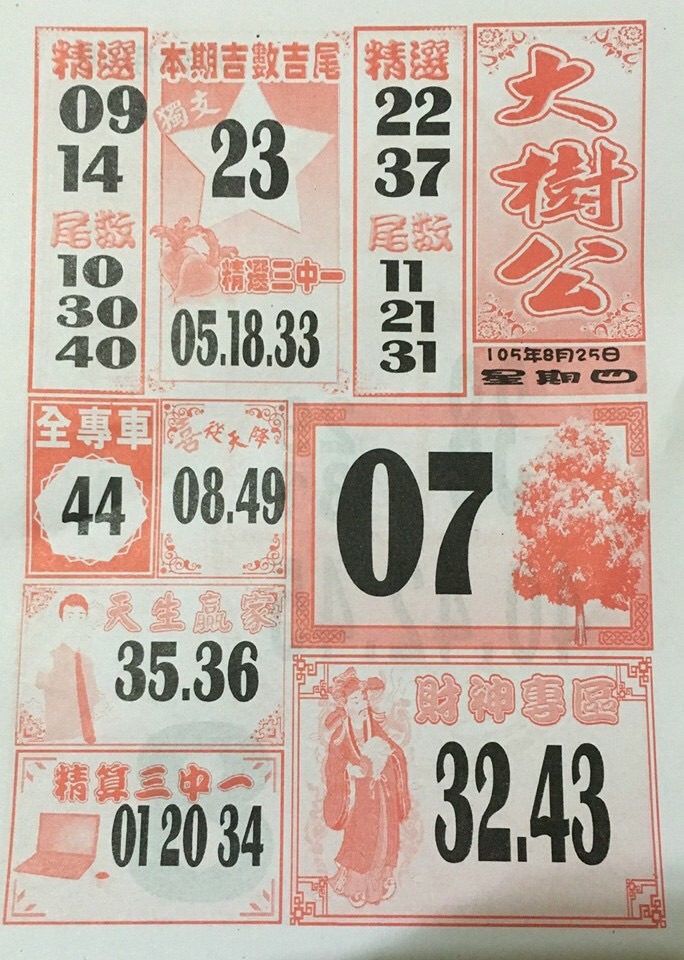 精選
09
14
尾数
10
30
40
本期吉數吉尾
獨支
23
精選三中一
05.18.33
精選
22
37
尾数
11
21
31
大樹公
105年8月25日
星期四
全專車
44
喜從天降
08.49
07
天生贏家
35.36
精算三中一
01 20 34
財神專區
32.43